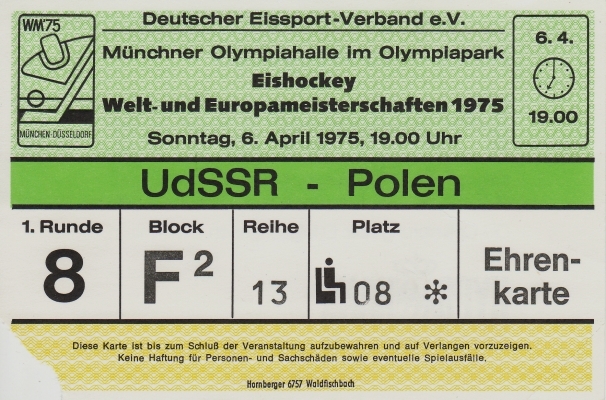 Deutscher Eissport-Verband e.V.
WM75
MÜNCHEN-DÜSSELDORF
Münchner Olympiahalle im Olympiapark
Eishockey
Welt- und Europameisterschaften 1975
Sonntag, 6. April 1975, 19.00 Uhr
6.4.
19.00
UdSSR - Polen
1. Runde Block Reihe Platz
8 F2 13 08 * Ehren-
karte
Diese Karte ist bis zum Schluß der Veranstaltung aufzubewahren und auf Verlangen vorzuzeigen.
Keine Haftung für Personen- und Sachschäden sowie eventuelle Spielausfälle.
Hornberger 6757 Waldfischbach